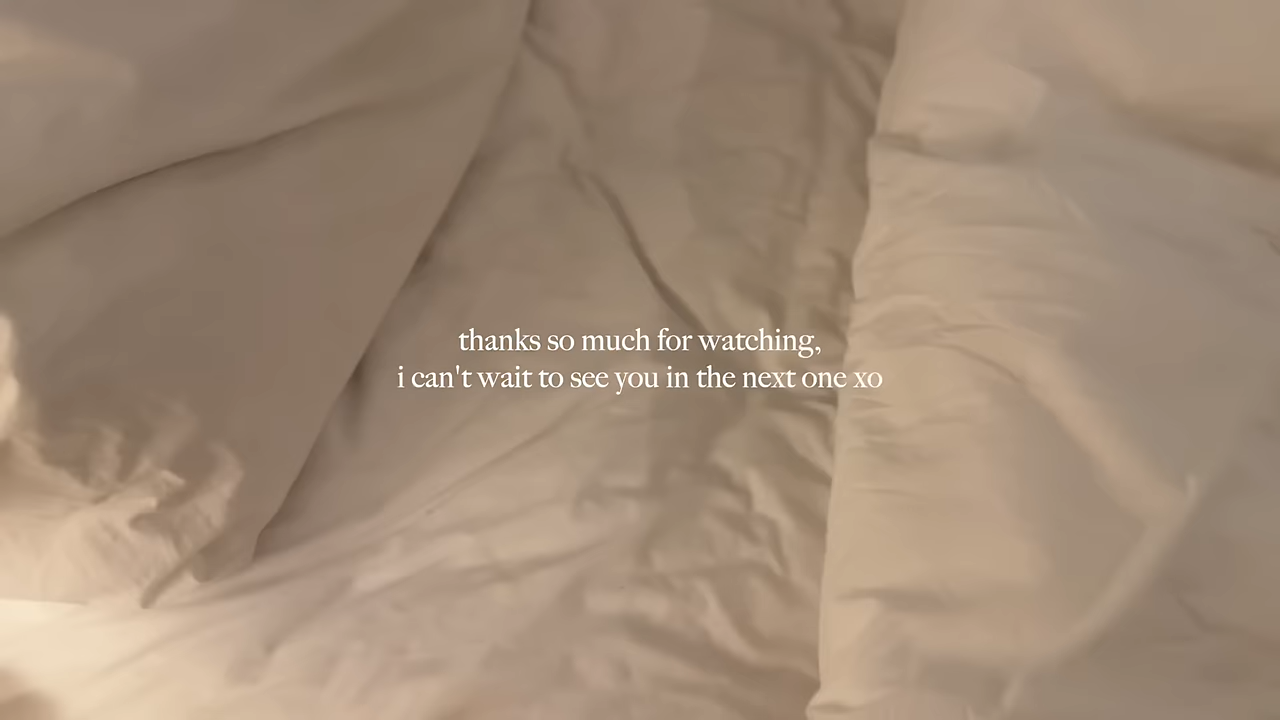 thanks so much for watching,
i can't wait to see you in the next one xo